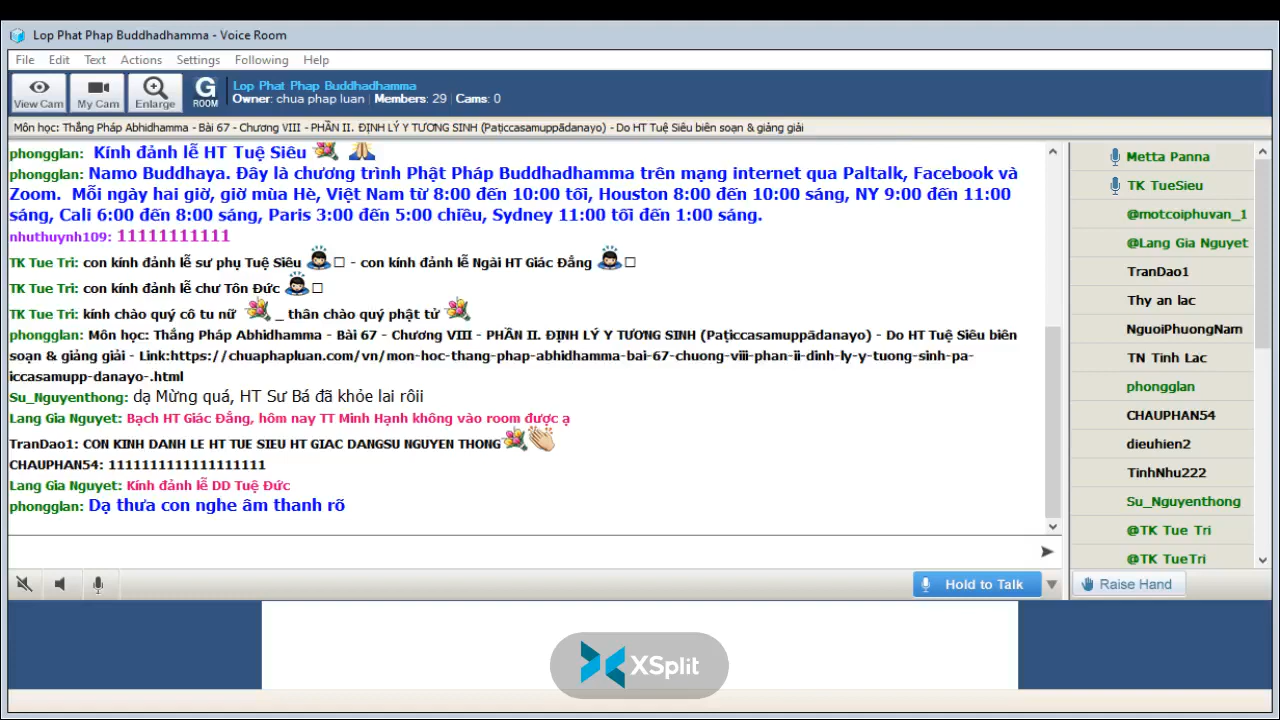 Lop Phat Phap Buddhadhamma - Voice Room
File Edit Text Actions Settings Following Help
View Cam My Cam Enlarge G ROOM
Lop Phat Phap Buddhadhamma
Owner: chua phap luan | Members: 29 | Cams: 0
Môn học: Thắng Pháp Abhidhamma - Bài 67 - Chương VIII - PHẦN II. ĐỊNH LÝ Y TƯƠNG SINH (Paṭiccasamuppādanayo) - Do HT Tuệ Siêu biên soạn & giảng giải
phongglan: Kính đảnh lễ HT Tuệ Siêu
phongglan: Namo Buddhaya. Đây là chương trình Phật Pháp Buddhadhamma trên mạng internet qua Paltalk, Facebook và
Zoom. Mỗi ngày hai giờ, giờ mùa Hè, Việt Nam từ 8:00 đến 10:00 tối, Houston 8:00 đến 10:00 sáng, NY 9:00 đến 11:00
sáng, Cali 6:00 đến 8:00 sáng, Paris 3:00 đến 5:00 chiều, Sydney 11:00 tối đến 1:00 sáng.
nhuthuynh109: 11111111111
TK Tue Tri: con kính đảnh lễ sư phụ Tuệ Siêu - con kính đảnh lễ Ngài HT Giác Đẳng
TK Tue Tri: con kính đảnh lễ chư Tôn Đức
TK Tue Tri: kính chào quý cô tu nữ _ thân chào quý phật tử
phongglan: Môn học: Thắng Pháp Abhidhamma - Bài 67 - Chương VIII - PHẦN II. ĐỊNH LÝ Y TƯƠNG SINH (Paṭiccasamuppādanayo) - Do HT Tuệ Siêu biên
soạn & giảng giải - Link:https://chuaphapluan.com/vn/mon-hoc-thang-phap-abhidhamma-bai-67-chuong-viii-phan-ii-dinh-ly-y-tuong-sinh-pa-
iccasamupp-danayo-.html
Su_Nguyenthong: dạ Mừng quá, HT Sư Bá đã khỏe lai rôii
Lang Gia Nguyet: Bạch HT Giác Đẳng, hôm nay TT Minh Hạnh không vào room được ạ
TranDao1: CON KINH DANH LE HT TUE SIEU HT GIAC DANGSU NGUYEN THONG
CHAUPHAN54: 1111111111111111111
Lang Gia Nguyet: Kính đảnh lễ DD Tuệ Đức
phongglan: Dạ thưa con nghe âm thanh rõ
Metta Panna
TK TueSieu
@motcoiphuvan_1
@Lang Gia Nguyet
TranDao1
Thy an lac
NguoiPhuongNam
TN Tinh Lac
phongglan
CHAUPHAN54
dieuhien2
TinhNhu222
Su_Nguyenthong
@TK Tue Tri
@TK TueTri
Hold to Talk
Raise Hand
XSplit